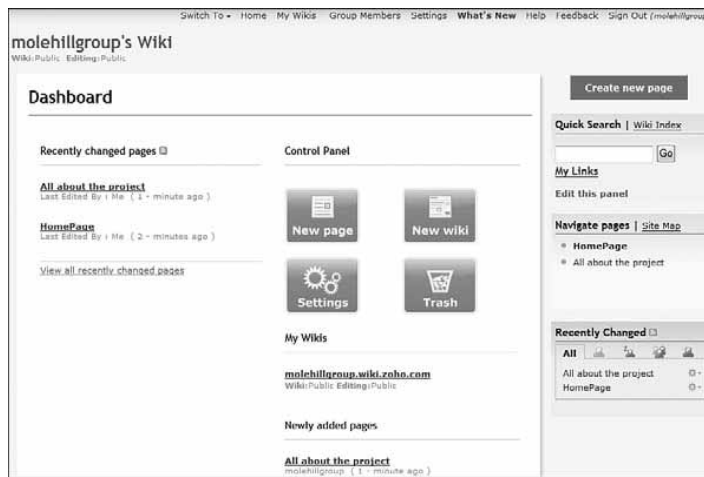 Switch To Home My Wikis Group Members Settings What's New Help Feedback Sign Out (molehillgroup
molehillgroup's Wiki
Wiki:Public Editing:Public
Dashboard
Recently changed pages
All about the project
Last Edited By : Me ( 1 - minute ago )
HomePage
Last Edited By : Me ( 2 - minutes ago )
View all recently changed pages
Control Panel
New page
New wiki
Settings
Trash
My Wikis
molehillgroup.wiki.zoho.com
Wiki:Public Editing:Public
Newly added pages
All about the project
molehillgroup ( 1 - minute ago )
Create new page
Quick Search | Wiki Index
Go
My Links
Edit this panel
Navigate pages | Site Map
HomePage
All about the project
Recently Changed
All
All about the project
HomePage